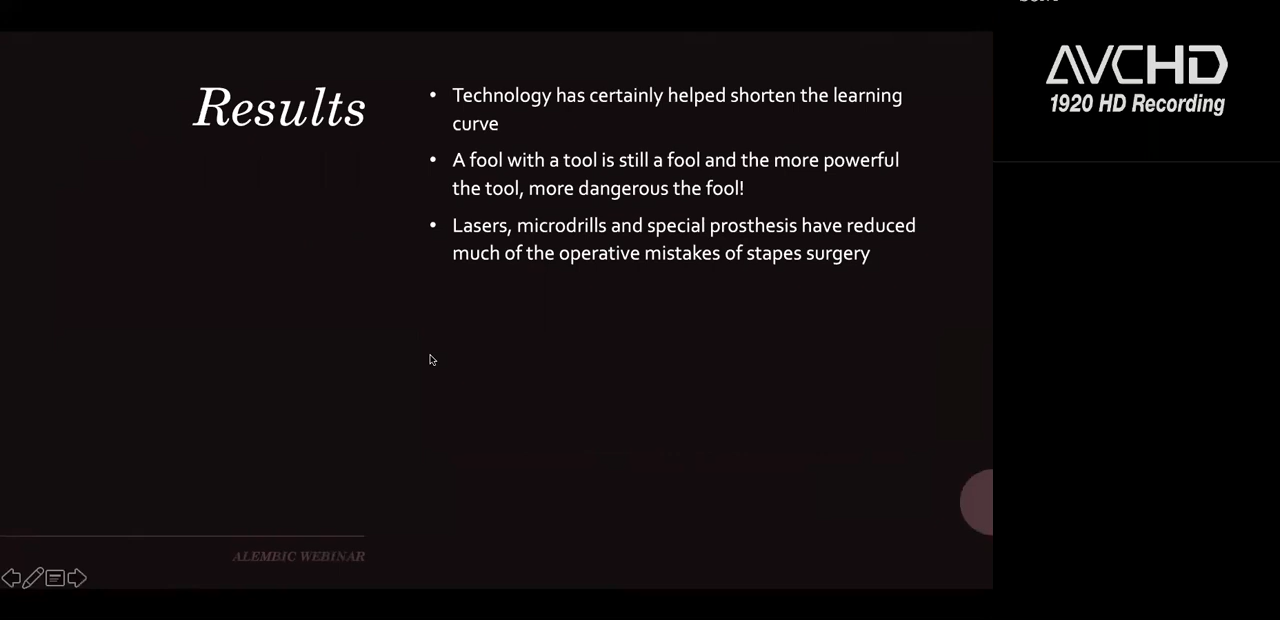 AVCHD
1920 HD Recording
Results
• Technology has certainly helped shorten the learning
curve
• A fool with a tool is still a fool and the more powerful
the tool, more dangerous the fool!
• Lasers, microdrills and special prosthesis have reduced
much of the operative mistakes of stapes surgery
ALEMBIC WEBINAR